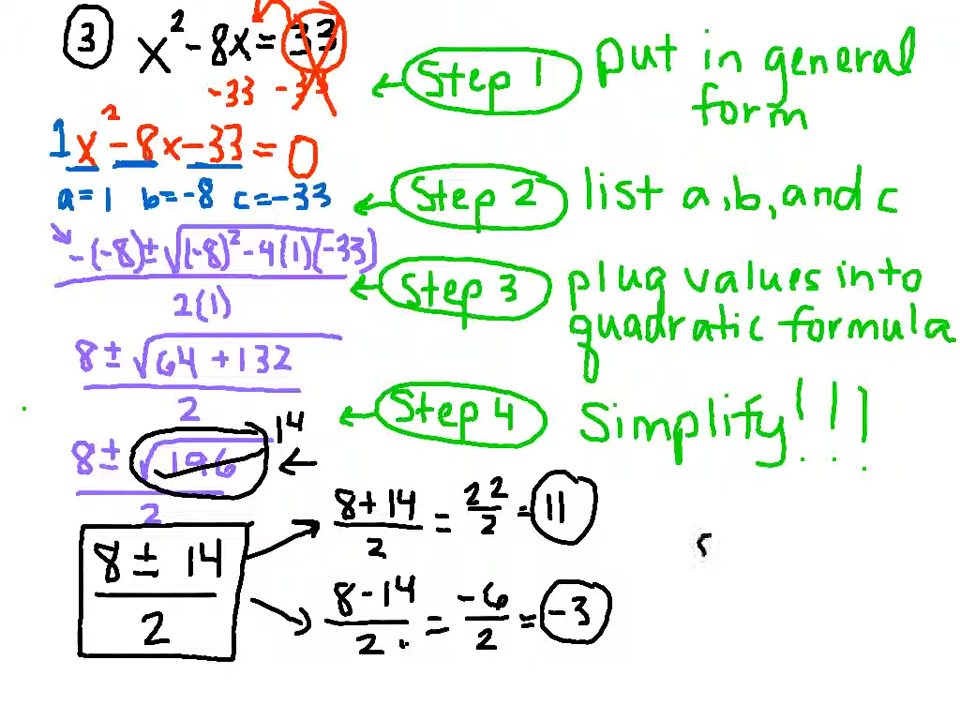 ③ x² - 8x = 33
-33 -33
1x² - 8x - 33 = 0
a = 1 b = -8 c = -33
-(-8) ± √(-8)² - 4(1)(-33)
2(1)
8 ± √64 + 132
2
8 ± √196
14
2
8 ± 14
2
8 + 14 = 22 = 11
2 2
8 - 14 = -6 = -3
2 2
Step 1 put in general
form
Step 2 list a, b, and c
Step 3 plug values into
quadratic formula
Step 4 Simplify!!!